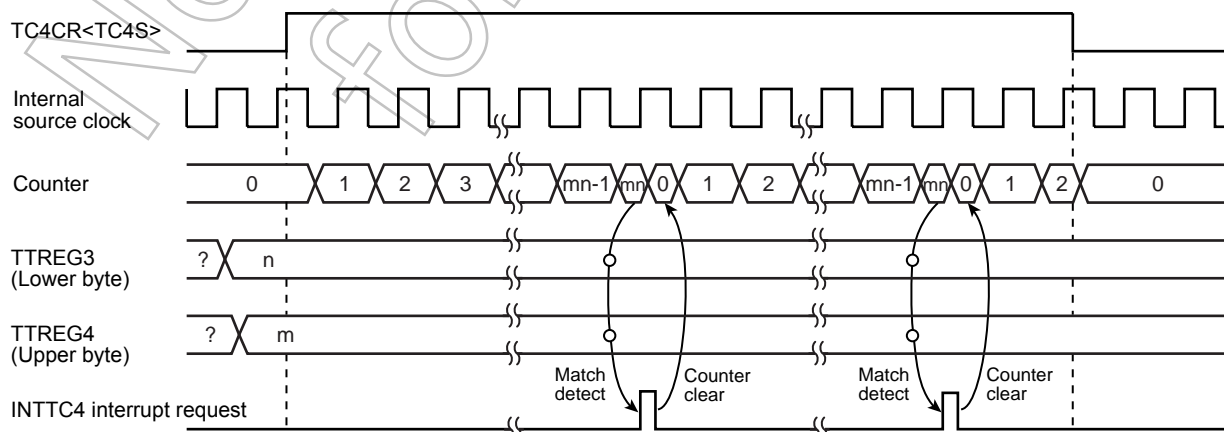 TC4CR<TC4S>
Internal
source clock
Counter
0 1 2 3 mn-1 mn 0 1 2 mn-1 mn 0 1 2 0
TTREG3
(Lower byte)
? n
TTREG4
(Upper byte)
? m
Match
detect
Counter
clear
Match
detect
Counter
clear
INTTC4 interrupt request